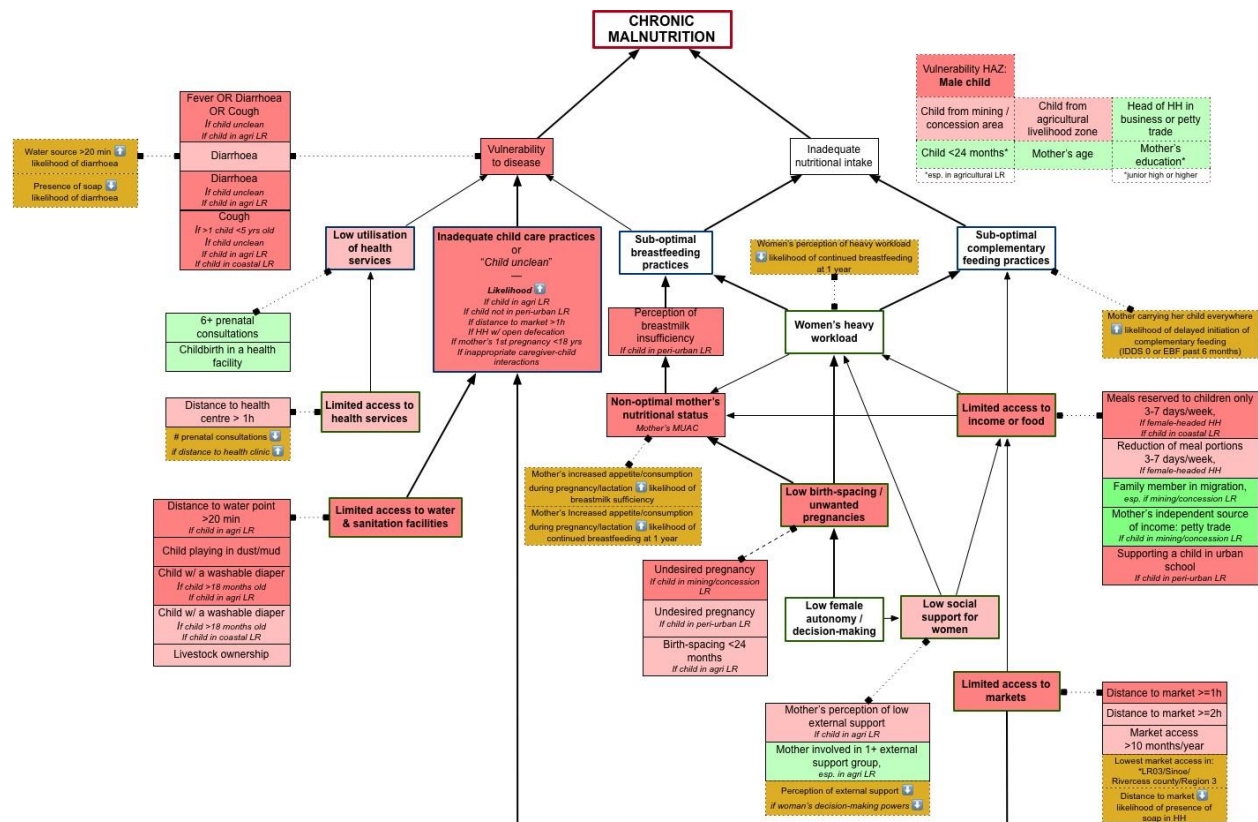 CHRONIC
MALNUTRITION
Vulnerability HAZ:
Male child
Child from mining /
concession area
Child from
agricultural
livelihood zone
Head of HH in
business or petty
trade
Child <24 months*
Mother's age
Mother's
education*
*esp. in agricultural LR
*junior high or higher
Fever OR Diarrhoea
OR Cough
If child unclean
If child in agri LR
Diarrhoea
Diarrhoea
If child unclean
If child in agri LR
Cough
If >1 child <5 yrs old
If child unclean
If child in agri LR
If child in coastal LR
Water source >20 min ⬆
likelihood of diarrhoea
Presence of soap ⬇
likelihood of diarrhoea
Vulnerability
to disease
Inadequate
nutritional intake
Low utilisation of
health services
Inadequate child care practices
or
“Child unclean”
—
Likelihood ⬆
If child in agri LR
If child not in peri-urban LR
If distance to market >1h
If HH w/ open defecation
If mother's 1st pregnancy <18 yrs
If inappropriate caregiver-child
interactions
Sub-optimal
breastfeeding
practices
Women's perception of heavy workload
⬇ likelihood of continued breastfeeding
at 1 year
Sub-optimal
complementary
feeding practices
6+ prenatal
consultations
Childbirth in a health
facility
Perception of
breastmilk
insufficiency
If child in peri-urban LR
Women's heavy
workload
Mother carrying her child everywhere
⬆ likelihood of delayed initiation of
complementary feeding
(IDDS 0 or EBF past 6 months)
Distance to health
centre > 1h
# prenatal consultations ⬇
if distance to health clinic ⬆
Limited access to
health services
Non-optimal mother's
nutritional status
Mother's MUAC
Limited access to
income or food
Meals reserved to children only
3-7 days/week,
If female-headed HH
If child in coastal LR
Reduction of meal portions
3-7 days/week,
If female-headed HH
Family member in migration,
esp. if mining/concession LR
Mother's independent source
of income: petty trade
If child in mining/concession LR
Supporting a child in urban
school
If child in peri-urban LR
Mother's increased appetite/consumption
during pregnancy/lactation ⬆ likelihood of
breastmilk sufficiency
Mother's Increased appetite/consumption
during pregnancy/lactation ⬆ likelihood of
continued breastfeeding at 1 year
Low birth-spacing /
unwanted
pregnancies
Distance to water point
>20 min
If child in agri LR
Child playing in dust/mud
Child w/ a washable diaper
If child >18 months old
If child in agri LR
Child w/ a washable diaper
If child >18 months old
If child in coastal LR
Livestock ownership
Limited access to water
& sanitation facilities
Undesired pregnancy
If child in mining/concession
LR
Undesired pregnancy
If child in peri-urban LR
Birth-spacing <24
months
If child in agri LR
Low female
autonomy /
decision-making
Low social
support for
women
Mother's perception of low
external support
If child in agri LR
Mother involved in 1+ external
support group,
esp. in agri LR
Perception of external support ⬇
if woman's decision-making powers ⬇
Limited access to
markets
Distance to market >=1h
Distance to market >=2h
Market access
>10 months/year
Lowest market access in:
*LR03/Sinoe/
Rivercess county/Region 3
Distance to market ⬇
likelihood of presence of
soap in HH